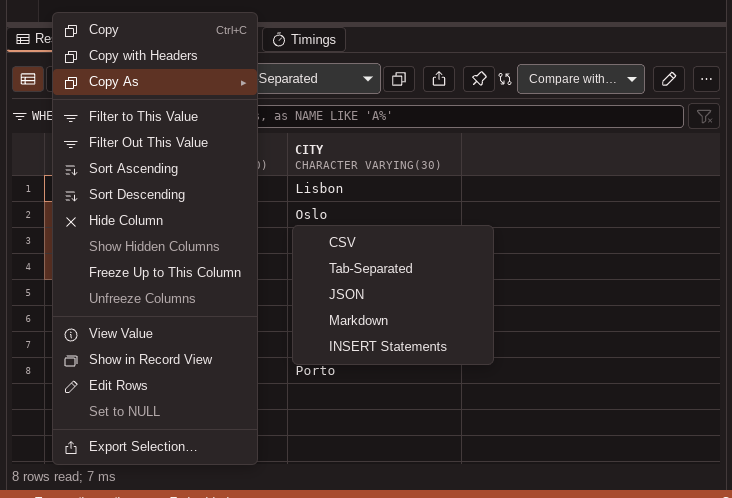 Copy Ctrl+C
Re
Timings
Copy with Headers
Copy As
Separated
Compare with…
Filter to This Value
WHE
, as NAME LIKE 'A%'
Filter Out This Value
CITY
Sort Ascending
CHARACTER VARYING(30)
1
Lisbon
Sort Descending
2
Oslo
Hide Column
3
Show Hidden Columns
CSV
4
Freeze Up to This Column
Tab-Separated
5
Unfreeze Columns
JSON
6
Markdown
View Value
7
INSERT Statements
Show in Record View
8
Porto
Edit Rows
Set to NULL
Export Selection…
8 rows read; 7 ms